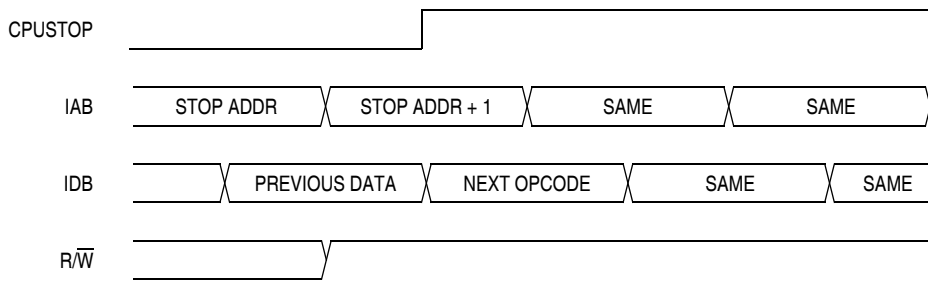 CPUSTOP
IAB STOP ADDR STOP ADDR + 1 SAME SAME
IDB PREVIOUS DATA NEXT OPCODE SAME SAME
R/W̅